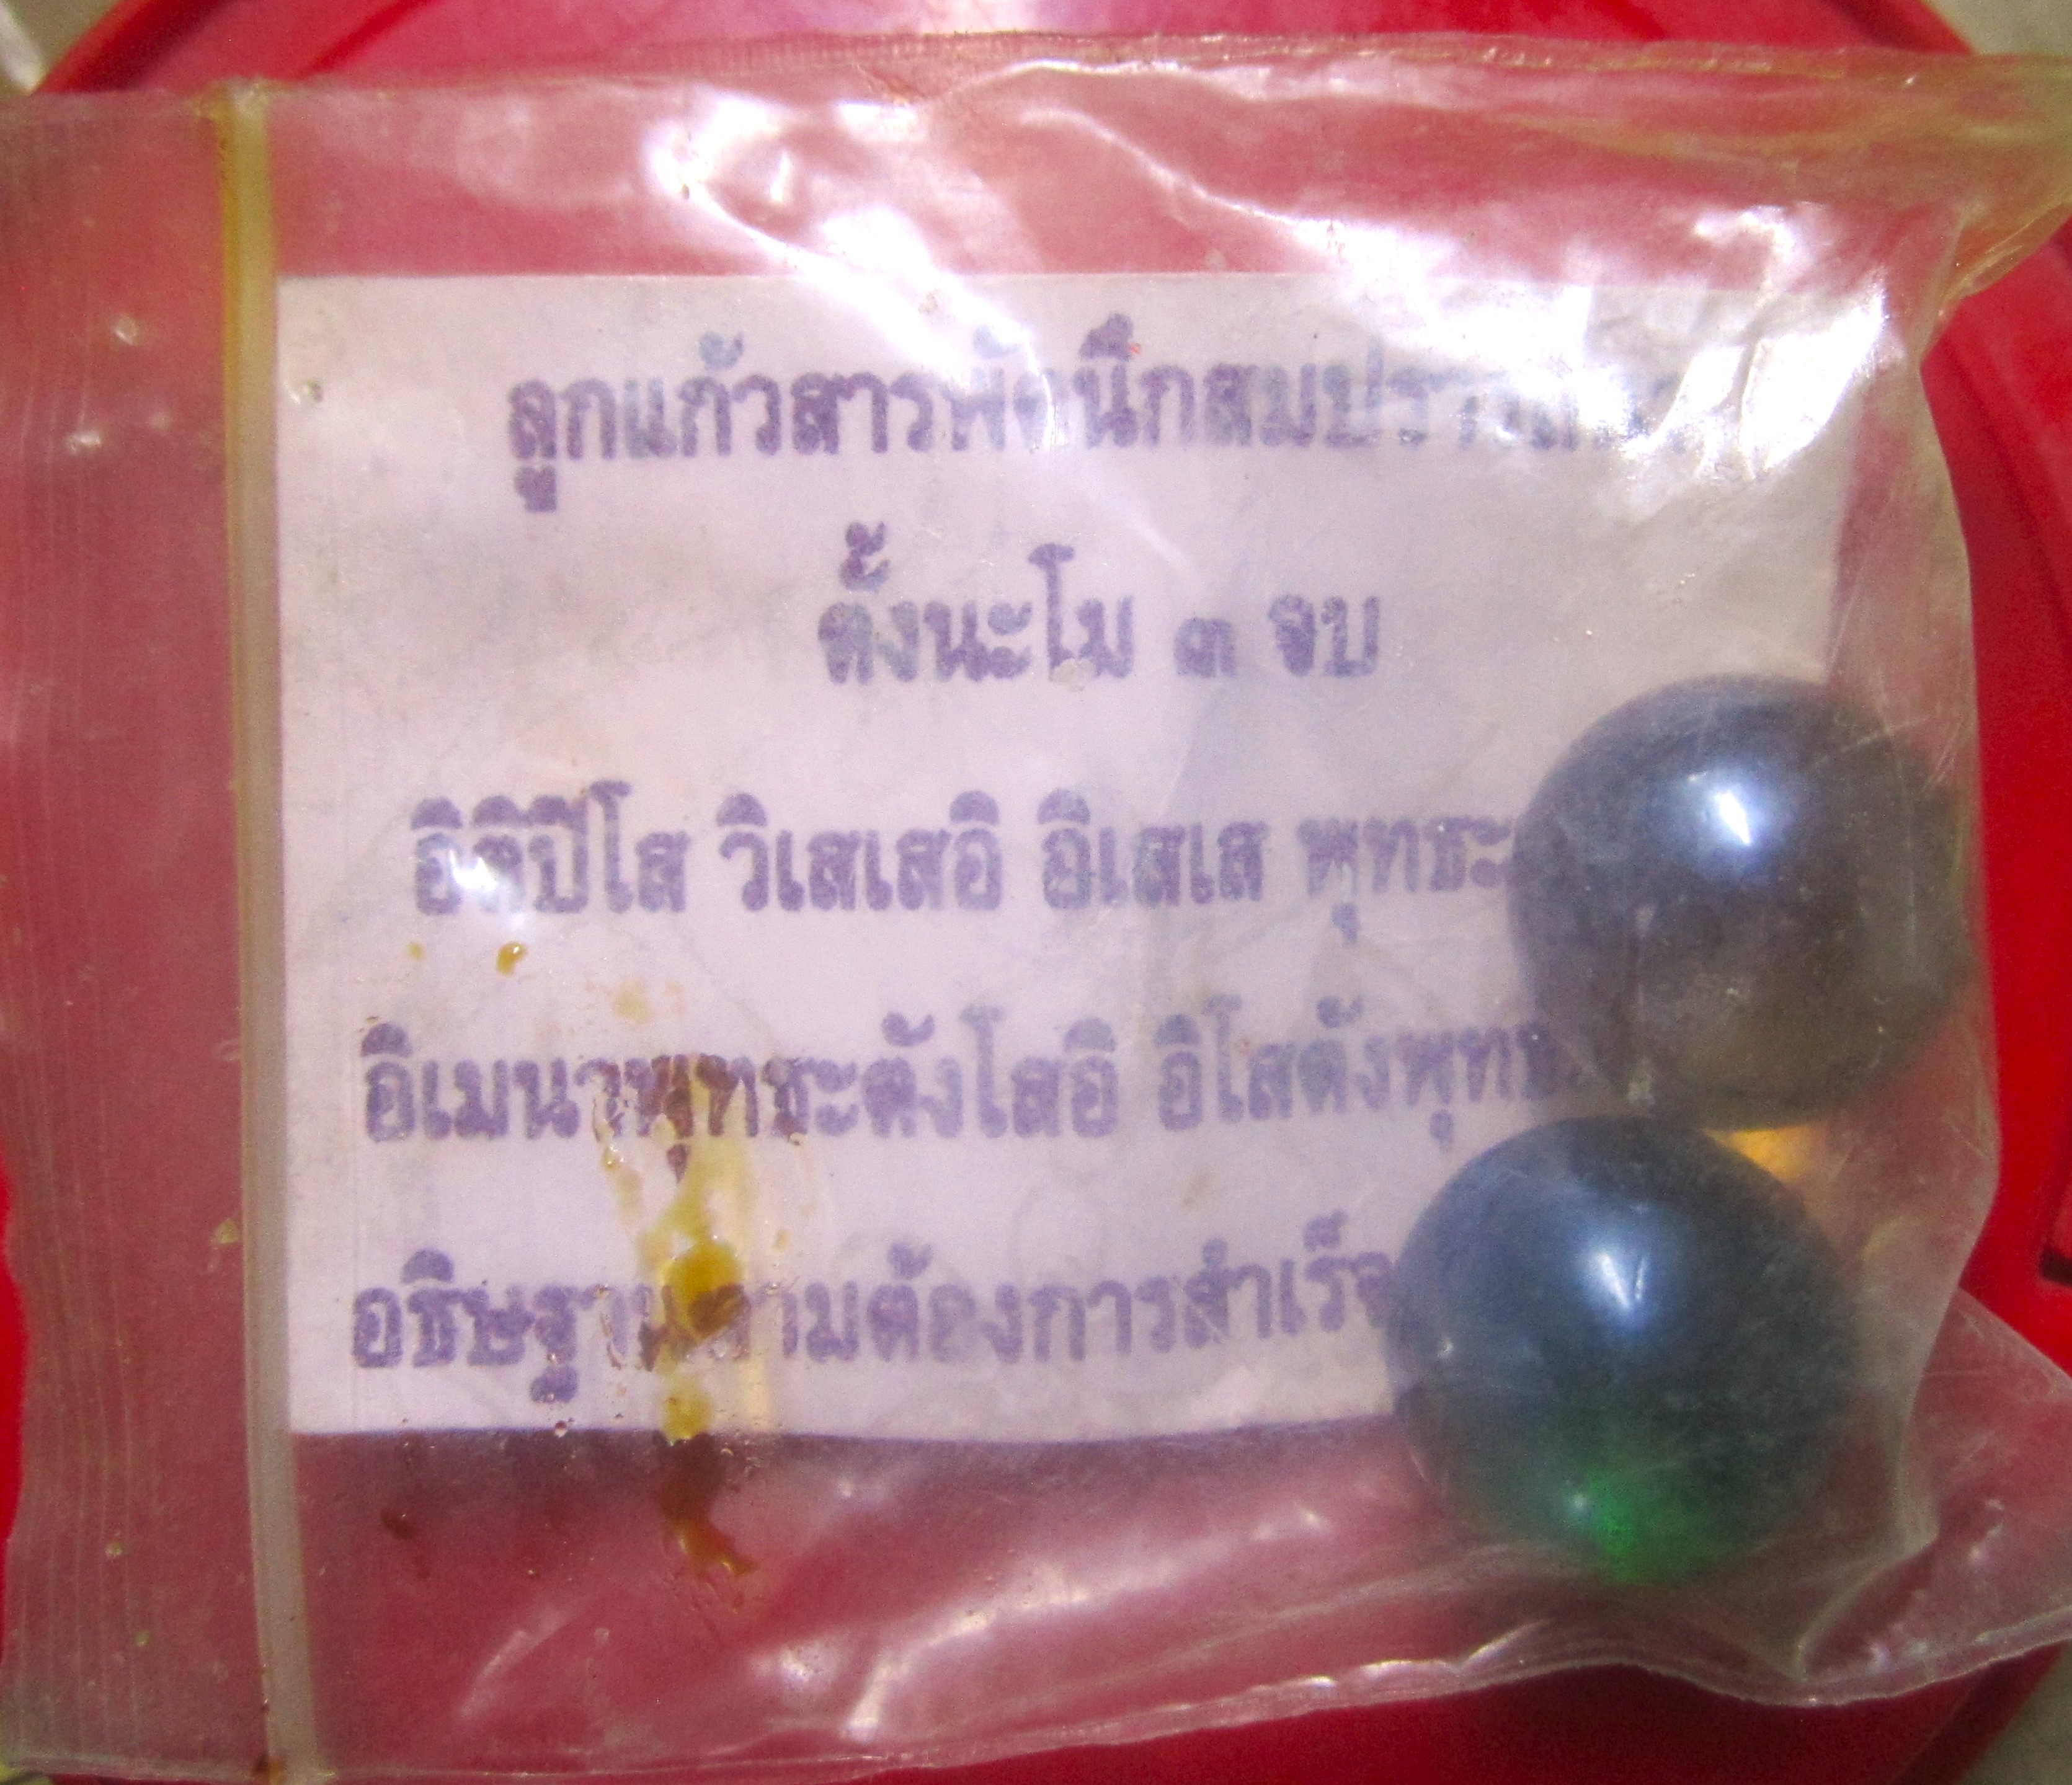 ลูกแก้วสารพัดนึกสมปรารถนา
ตั้งนะโม ๓ จบ
อิติปิโส วิเสเสอิ อิเสเส พุทธะ
อิเมนาพุทธะตังโสอิ อิโสตังพุทธ
อธิษฐานตามต้องการสำเร็จ